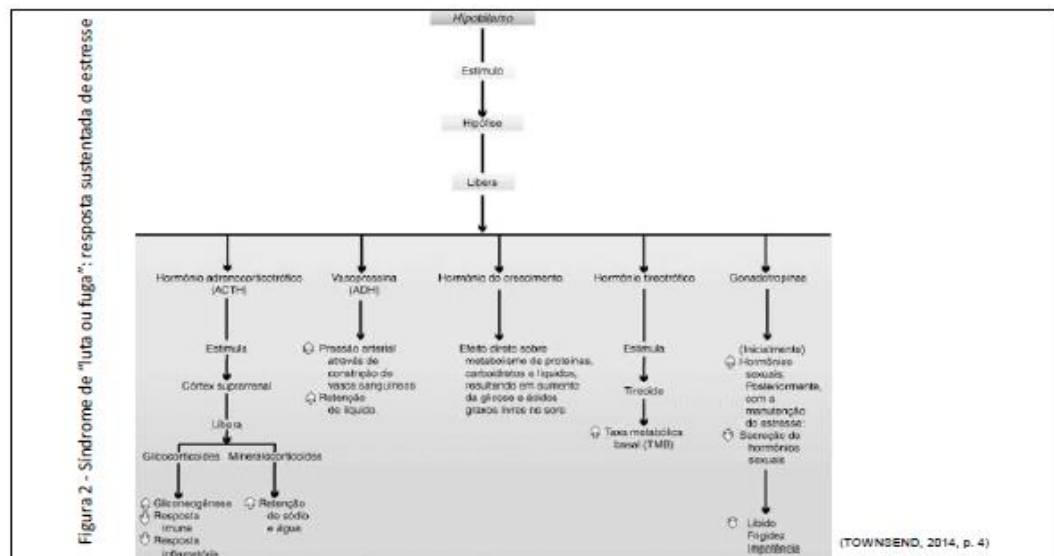 Figura 2 - Síndrome de "luta ou fuga": resposta sustentada de estresse
Hipotálamo
Estímulo
Hipófise
Libera
Hormônio adrenocorticotrófico
(ACTH)
Estimula
Córtex suprarrenal
Libera
Glicocorticoides
Mineralocorticoides
Gliconeogênese
Resposta
imune
Resposta
inflamatória
Retenção
de sódio
e água
Vasopressina
(ADH)
Pressão arterial
através de
constrição de
vasos sanguíneos
Retenção
de líquido
Hormônio do crescimento
Efeito direto sobre
metabolismo de proteínas,
carboidratos e lipídios,
resultando em aumento
da glicose e ácidos
graxos livres no soro
Hormônio tireotrófico
Estimula
Tireoide
Taxa metabólica
basal (TMB)
Gonadotropinas
(Inicialmente)
Hormônios
sexuais;
Posteriormente,
com a
manutenção
do estresse:
Secreção de
hormônios
sexuais
Libido
Frigidez
Impotência
(TOWNSEND, 2014, p. 4)